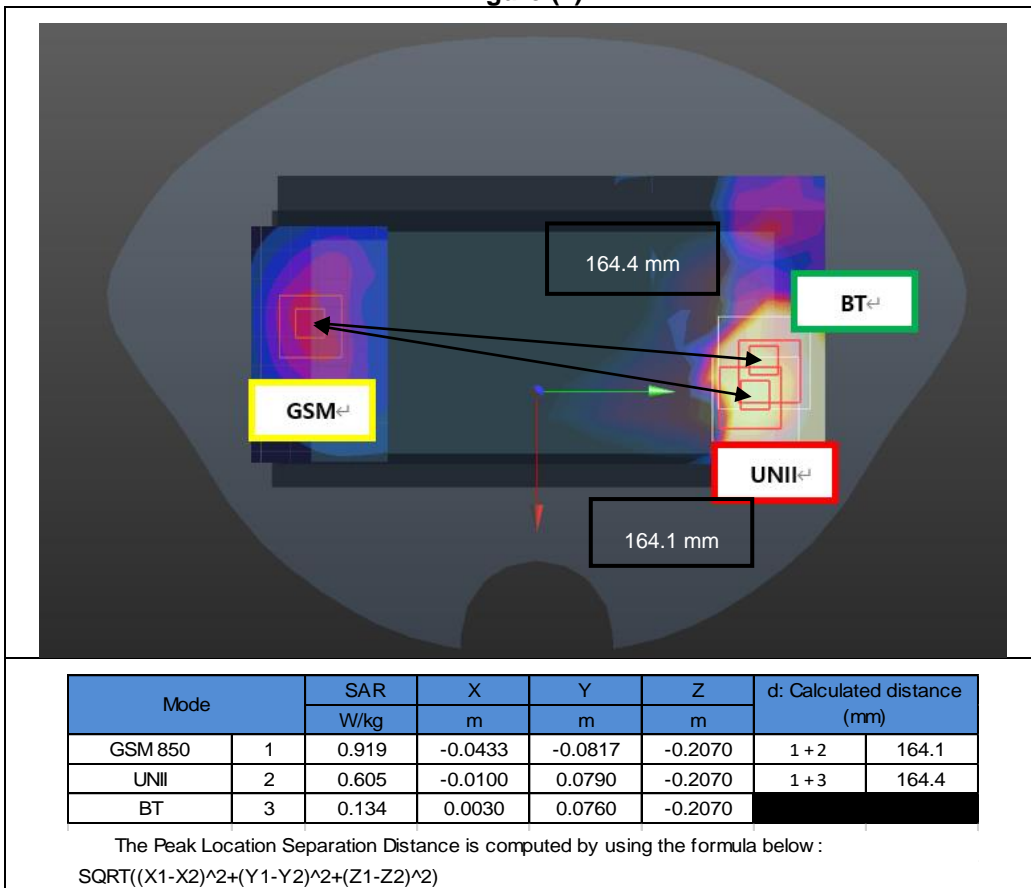 164.4 mm
BT↵
GSM↵
UNII↵
164.1 mm
Mode SAR X Y Z d: Calculated distance (mm)
W/kg m m m
GSM 850 1 0.919 -0.0433 -0.0817 -0.2070 1 + 2 164.1
UNII 2 0.605 -0.0100 0.0790 -0.2070 1 + 3 164.4
BT 3 0.134 0.0030 0.0760 -0.2070
The Peak Location Separation Distance is computed by using the formula below :
SQRT((X1-X2)^2+(Y1-Y2)^2+(Z1-Z2)^2)